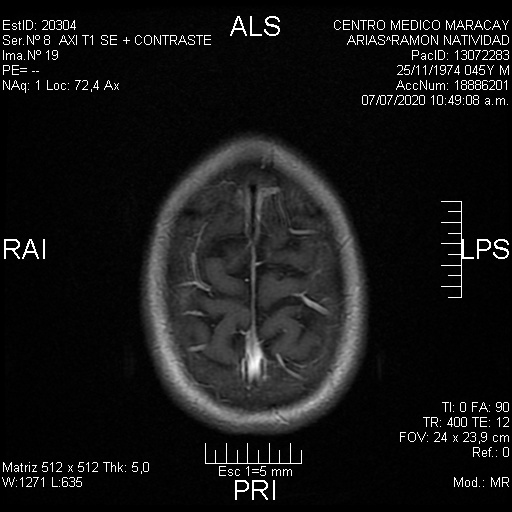 EstID: 20304
Ser.Nº 8 AXI T1 SE + CONTRASTE
Ima.Nº 19
PE= --
NAq: 1 Loc: 72,4 Ax
ALS
CENTRO MEDICO MARACAY
ARIAS^RAMON NATIVIDAD
PacID: 13072283
25/11/1974 045Y M
AccNum: 18886201
07/07/2020 10:49:08 a.m.
RAI
LPS
TI: 0 FA: 90
TR: 400 TE: 12
FOV: 24 x 23,9 cm
Ref.: 0
Matriz 512 x 512 Thk: 5,0
W:1271 L:635
Esc 1=5 mm
PRI
Mod.: MR